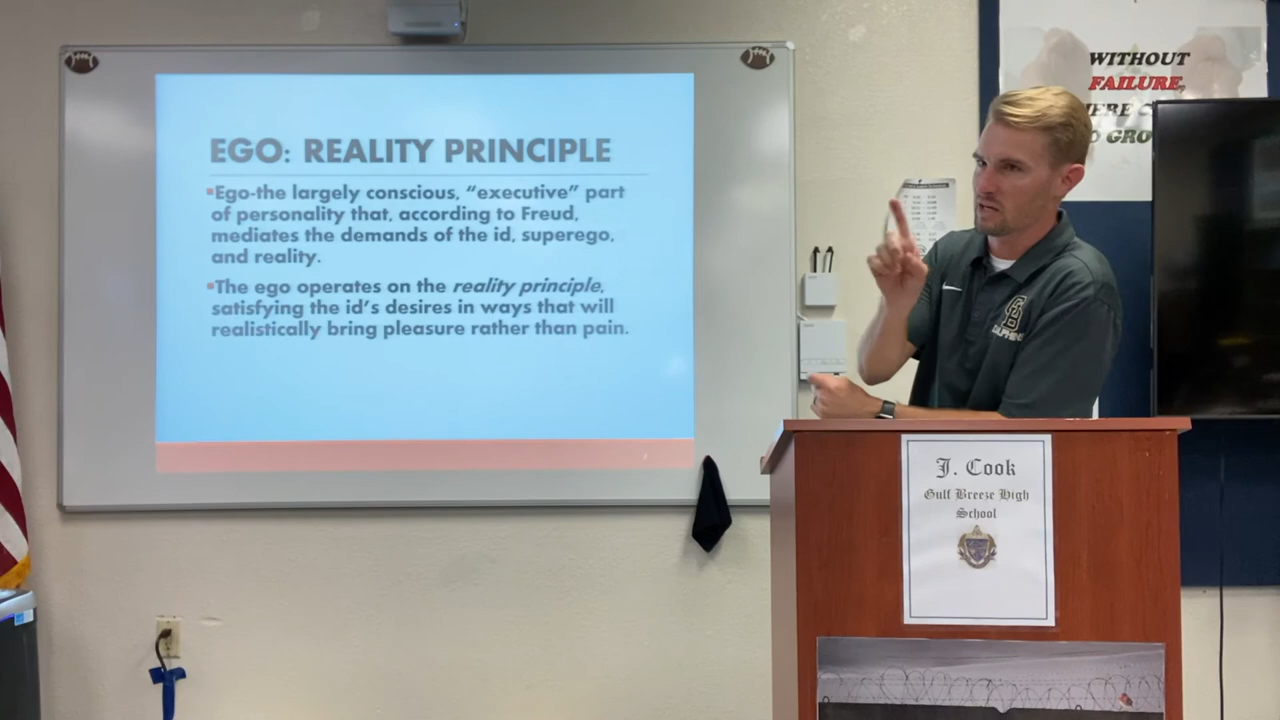 EGO: REALITY PRINCIPLE
Ego-the largely conscious, “executive” part
of personality that, according to Freud,
mediates the demands of the id, superego,
and reality.
The ego operates on the reality principle,
satisfying the id’s desires in ways that will
realistically bring pleasure rather than pain.
WITHOUT
FAILURE,
GB
J. Cook
Gulf Breeze High
School